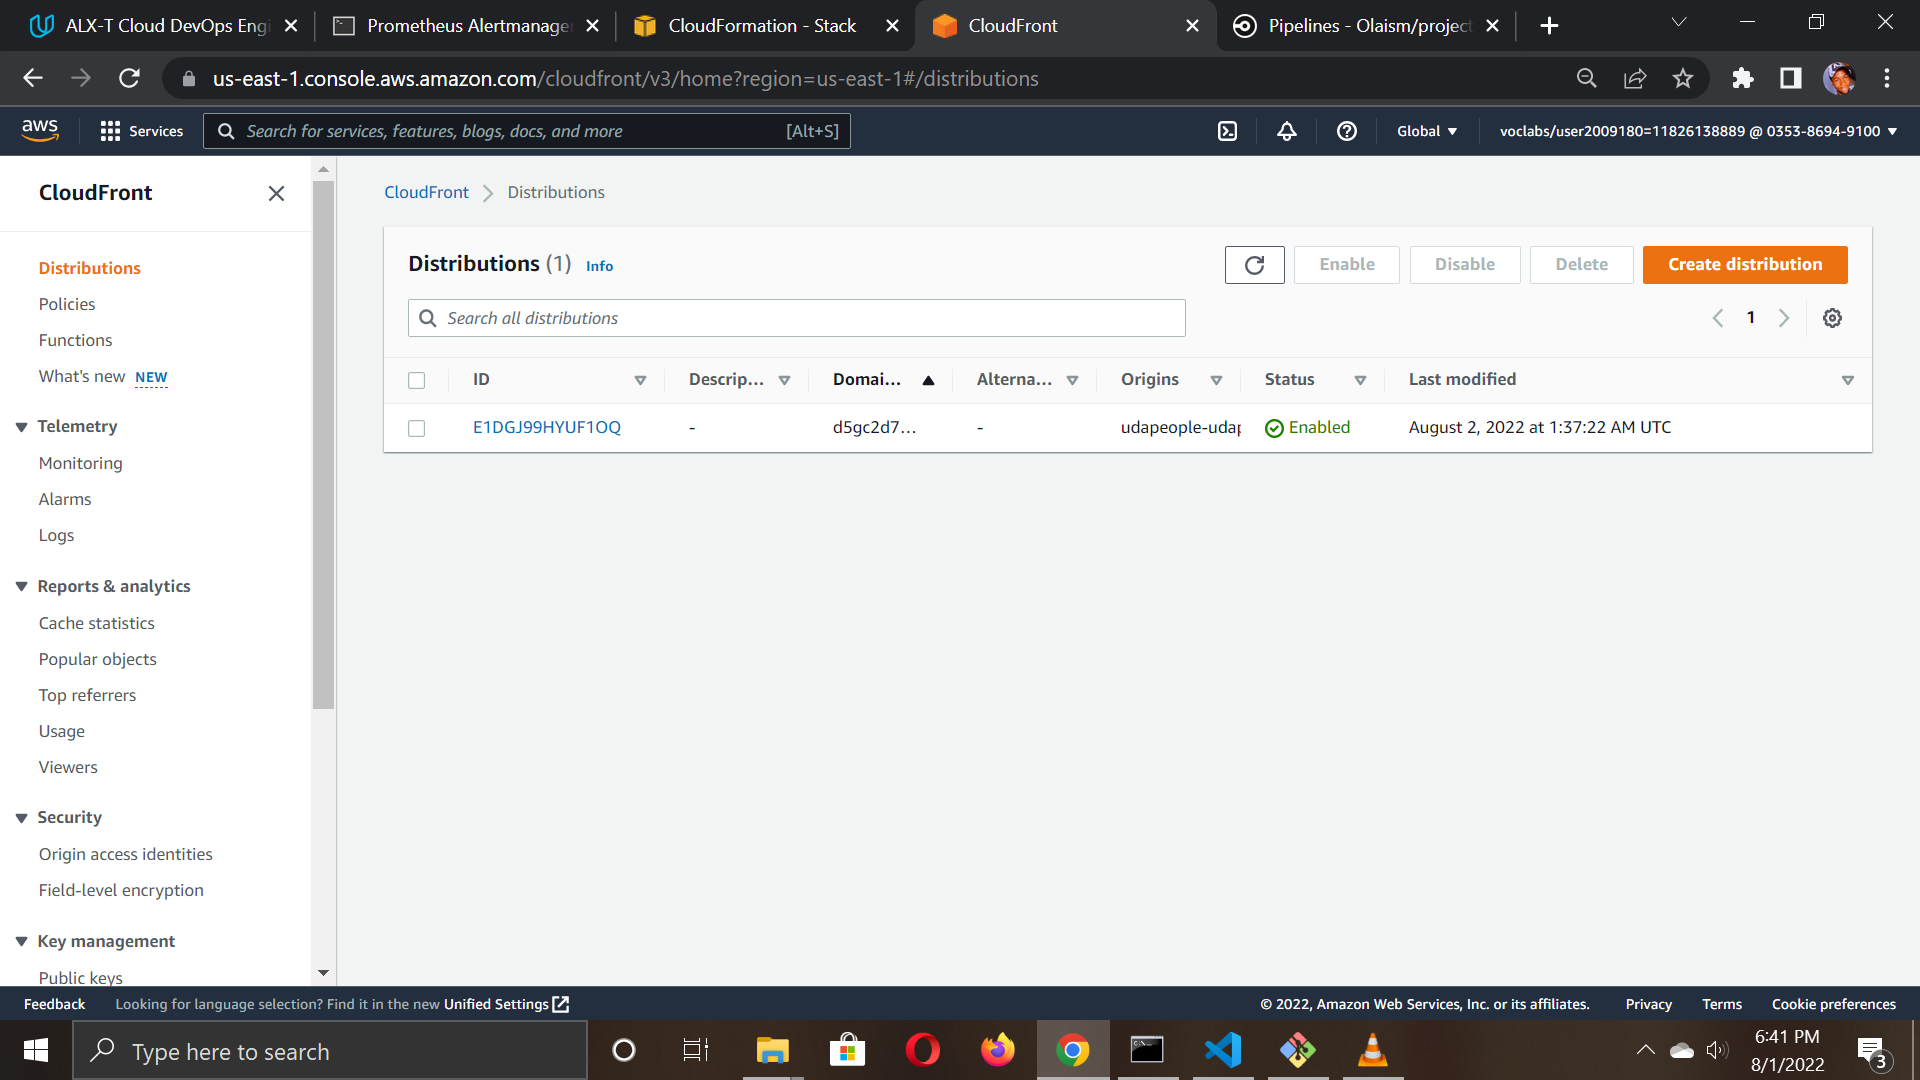 ALX-T Cloud DevOps Engi
Prometheus Alertmanage
CloudFormation - Stack
CloudFront
Pipelines - Olaism/project
us-east-1.console.aws.amazon.com/cloudfront/v3/home?region=us-east-1#/distributions
aws
Services
Search for services, features, blogs, docs, and more
[Alt+S]
Global
voclabs/user2009180=11826138889 @ 0353-8694-9100
CloudFront
Distributions
Policies
Functions
What's new NEW
Telemetry
Monitoring
Alarms
Logs
Reports & analytics
Cache statistics
Popular objects
Top referrers
Usage
Viewers
Security
Origin access identities
Field-level encryption
Key management
Public keys
CloudFront
Distributions
Distributions (1) Info
Enable
Disable
Delete
Create distribution
Search all distributions
1
ID
Descrip...
Domai...
Alterna...
Origins
Status
Last modified
E1DGJ99HYUF1OQ
-
d5gc2d7...
-
udapeople-udap
Enabled
August 2, 2022 at 1:37:22 AM UTC
Feedback
Looking for language selection? Find it in the new Unified Settings
© 2022, Amazon Web Services, Inc. or its affiliates.
Privacy
Terms
Cookie preferences
Type here to search
6:41 PM
8/1/2022
3